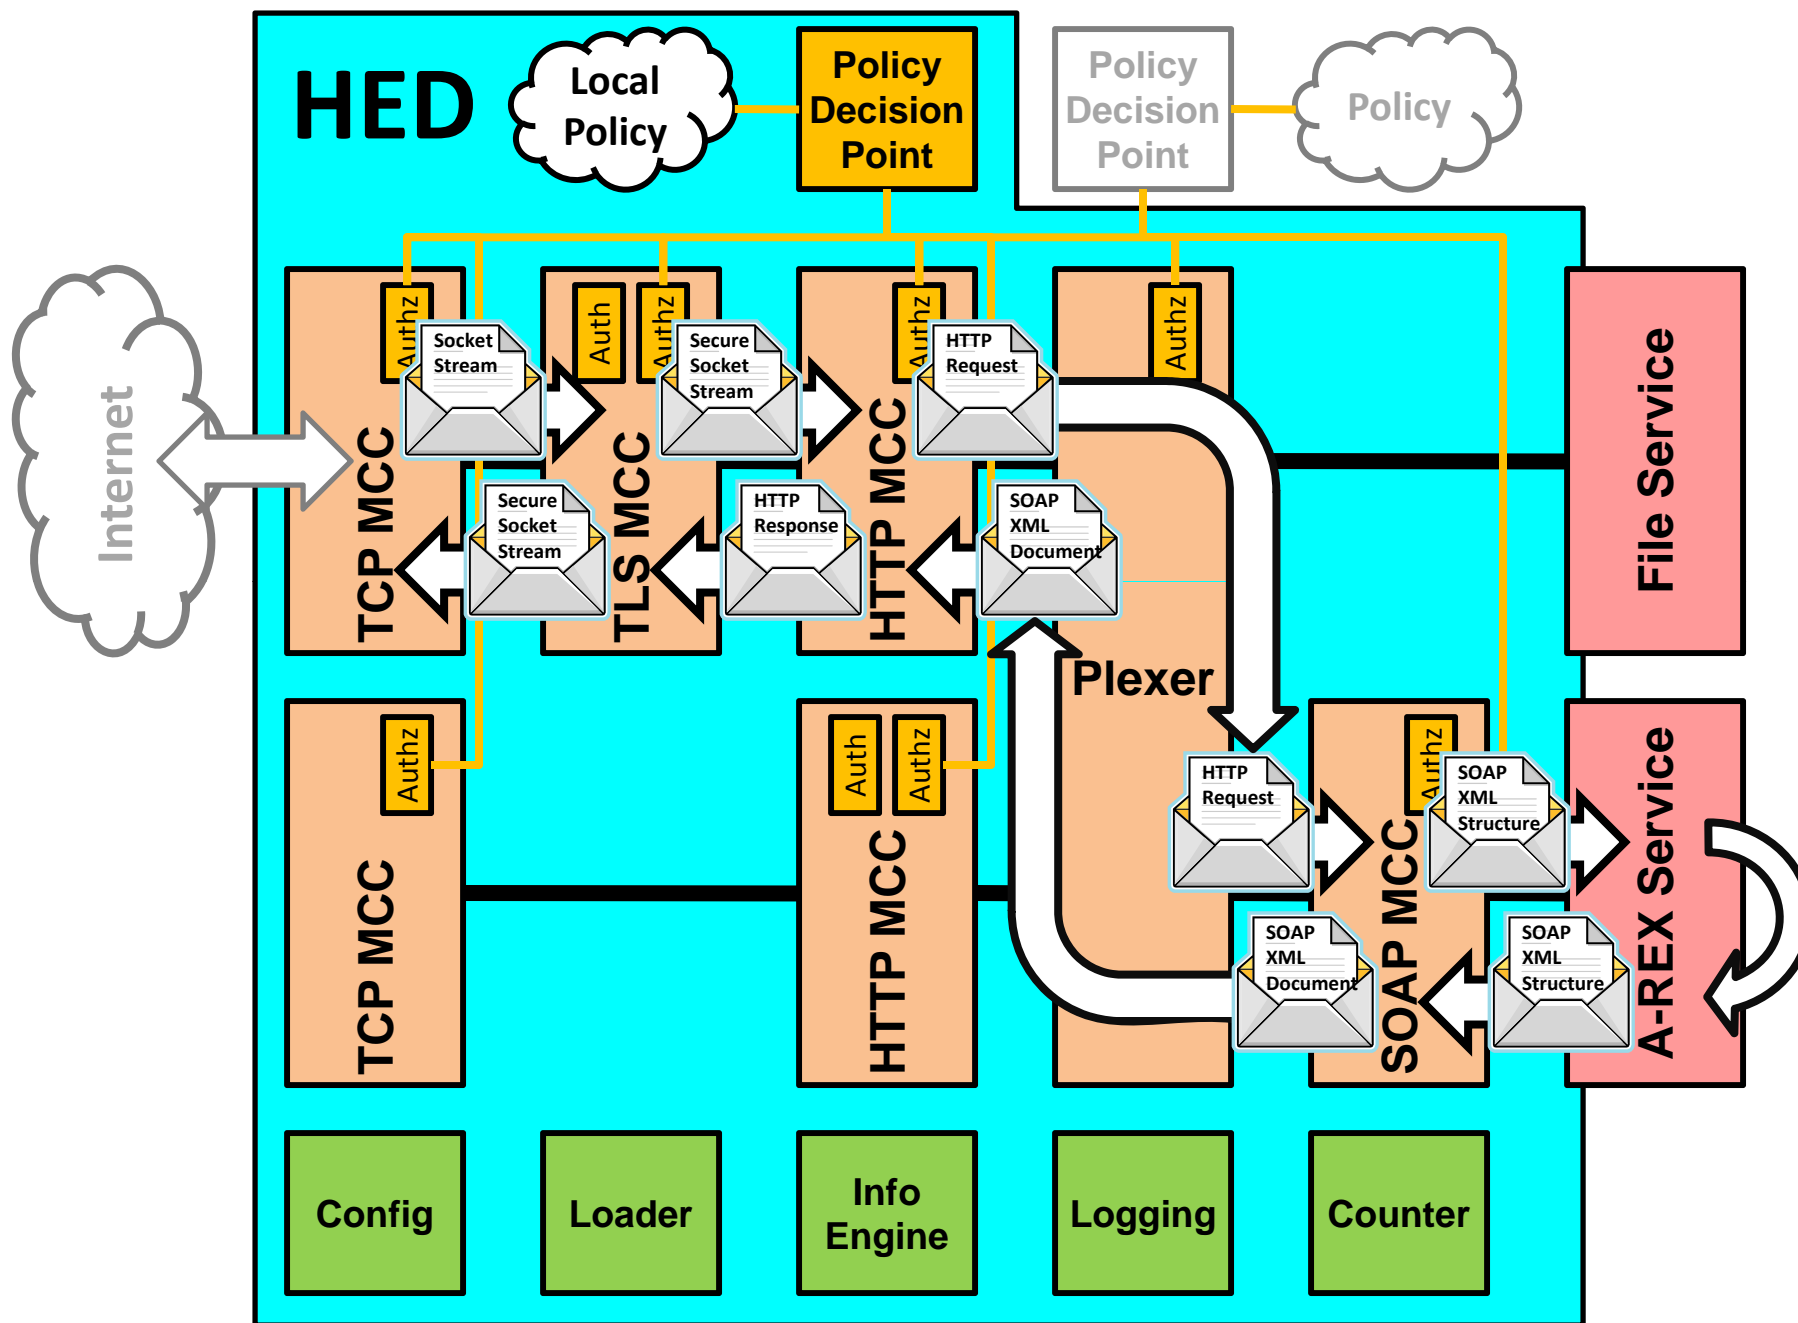 HED
Local
Policy
Policy
Decision
Point
Policy
Decision
Point
Policy
Internet
Authz
Auth
Authz
Authz
Authz
Socket
Stream
Secure
Socket
Stream
HTTP
Request
Secure
Socket
Stream
HTTP
Response
SOAP
XML
Document
TCP MCC
TLS MCC
HTTP MCC
Plexer
File Service
Authz
Auth
Authz
Authz
HTTP
Request
SOAP
XML
Structure
SOAP
XML
Document
SOAP
XML
Structure
TCP MCC
HTTP MCC
SOAP MCC
A-REX Service
Config
Loader
Info
Engine
Logging
Counter